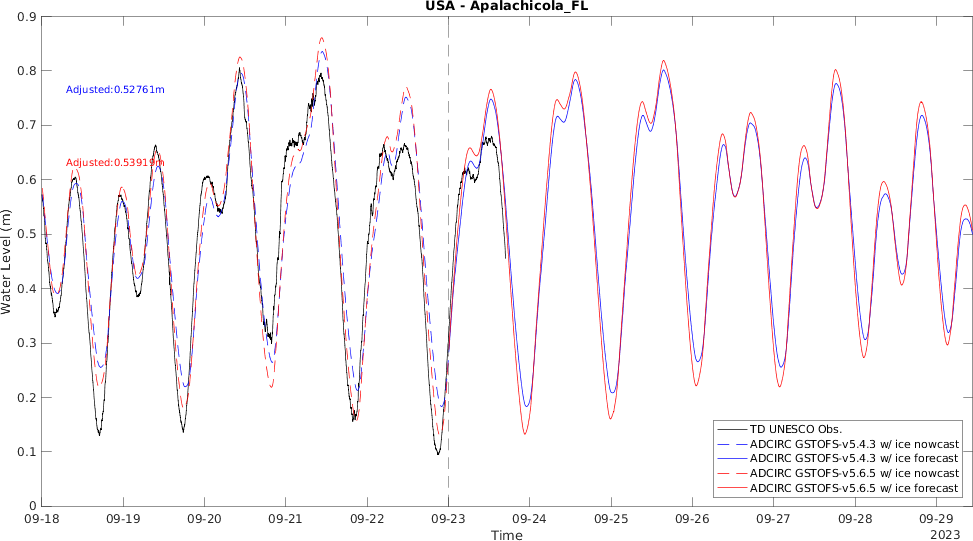 USA - Apalachicola_FL
0.9
0.8
0.7
0.6
0.5
0.4
0.3
0.2
0.1
0
Water Level (m)
Adjusted:0.52761m
Adjusted:0.53919m
TD UNESCO Obs.
ADCIRC GSTOFS-v5.4.3 w/ ice nowcast
ADCIRC GSTOFS-v5.4.3 w/ ice forecast
ADCIRC GSTOFS-v5.6.5 w/ ice nowcast
ADCIRC GSTOFS-v5.6.5 w/ ice forecast
09-18 09-19 09-20 09-21 09-22 09-23 09-24 09-25 09-26 09-27 09-28 09-29
2023
Time